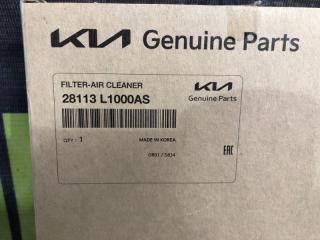 KIA Genuine Parts
FILTER-AIR CLEANER
28113 L1000AS
KIA
Genuine Parts
QTY : 1
MADE IN KOREA
EAC